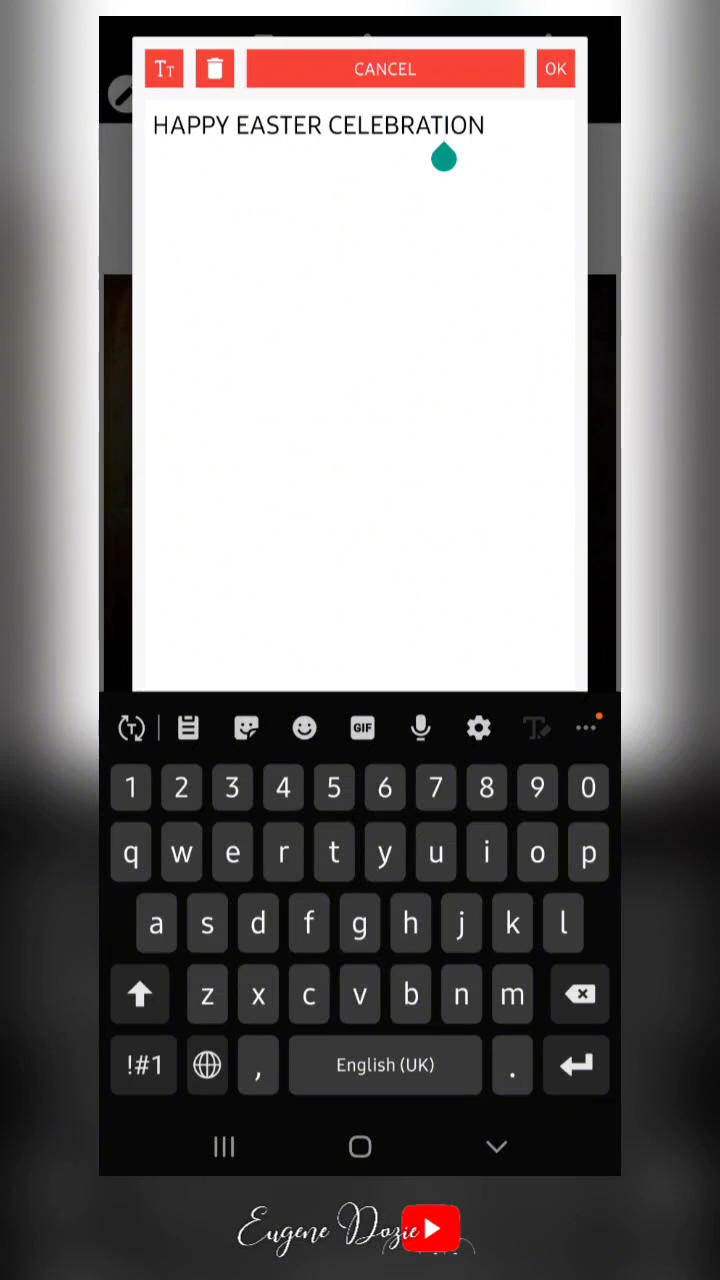 TT
CANCEL
OK
HAPPY EASTER CELEBRATION
T
GIF
T
1 2 3 4 5 6 7 8 9 0
q w e r t y u i o p
a s d f g h j k l
z x c v b n m
!#1 , English (UK) .
Eugene Dozie